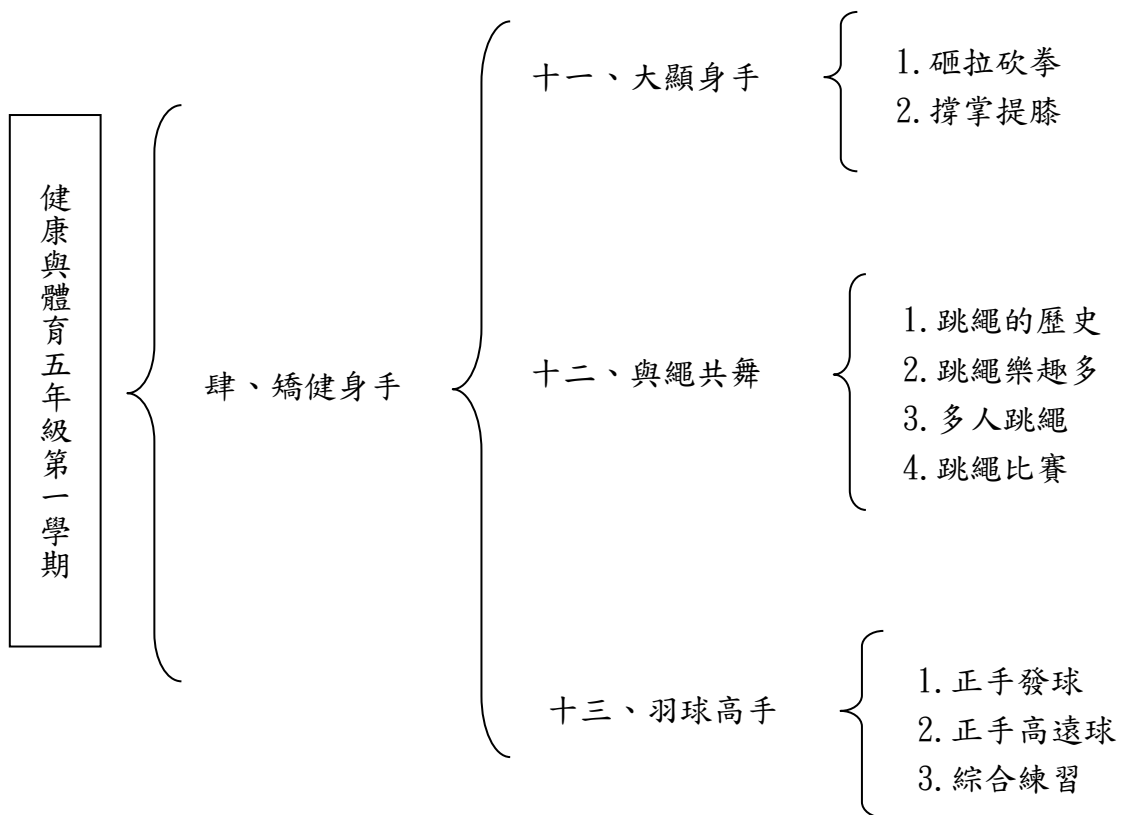 健康與體育五年級第一學期
肆、矯健身手
十一、大顯身手
1.砸拉砍拳
2.撐掌提膝
十二、與繩共舞
1.跳繩的歷史
2.跳繩樂趣多
3.多人跳繩
4.跳繩比賽
十三、羽球高手
1.正手發球
2.正手高遠球
3.綜合練習